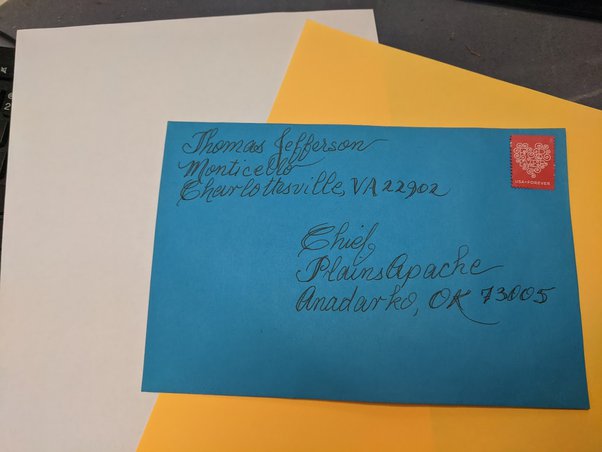 Thomas Jefferson
Monticello
Charlottesville, VA 22902
USA FOREVER
Chief,
Plains Apache
Anadarko, OK 73005